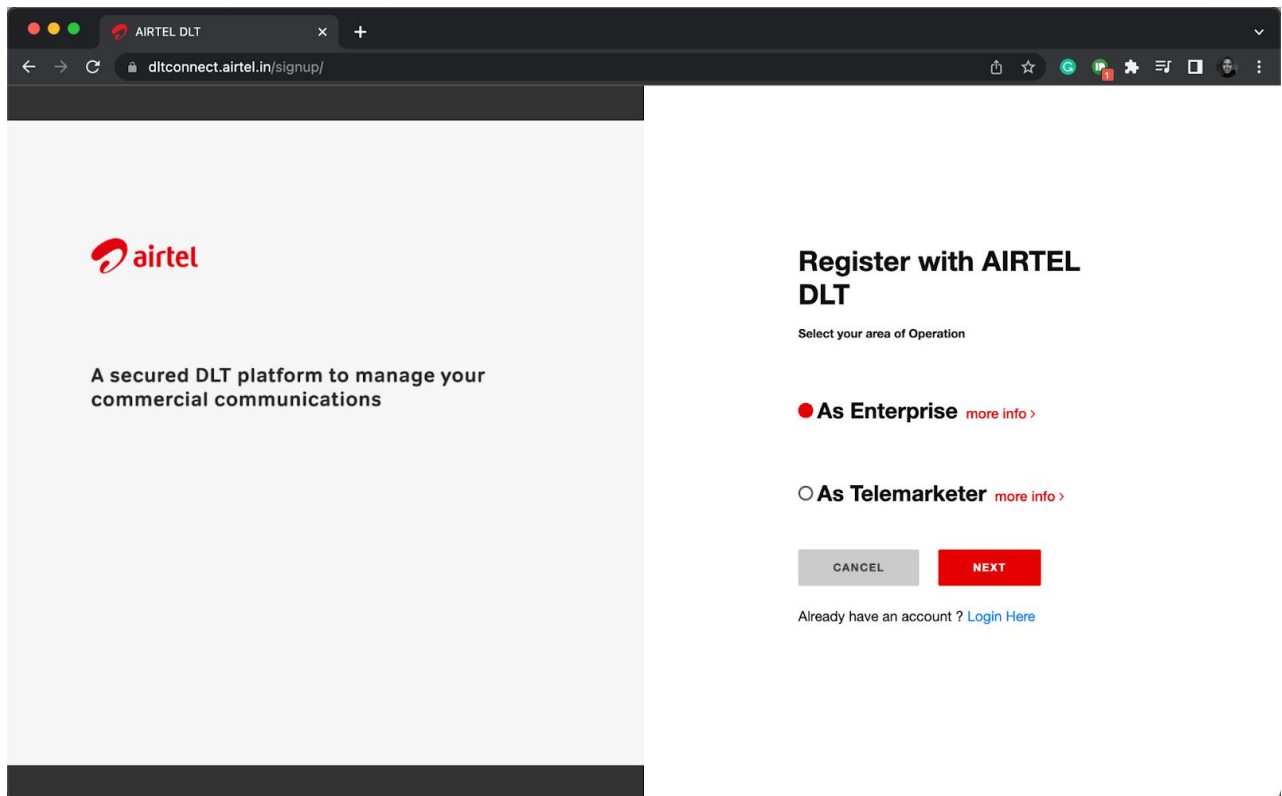 AIRTEL DLT
dltconnect.airtel.in/signup/
1
airtel
A secured DLT platform to manage your
commercial communications
Register with AIRTEL
DLT
Select your area of Operation
As Enterprise more info >
As Telemarketer more info >
CANCEL NEXT
Already have an account ? Login Here